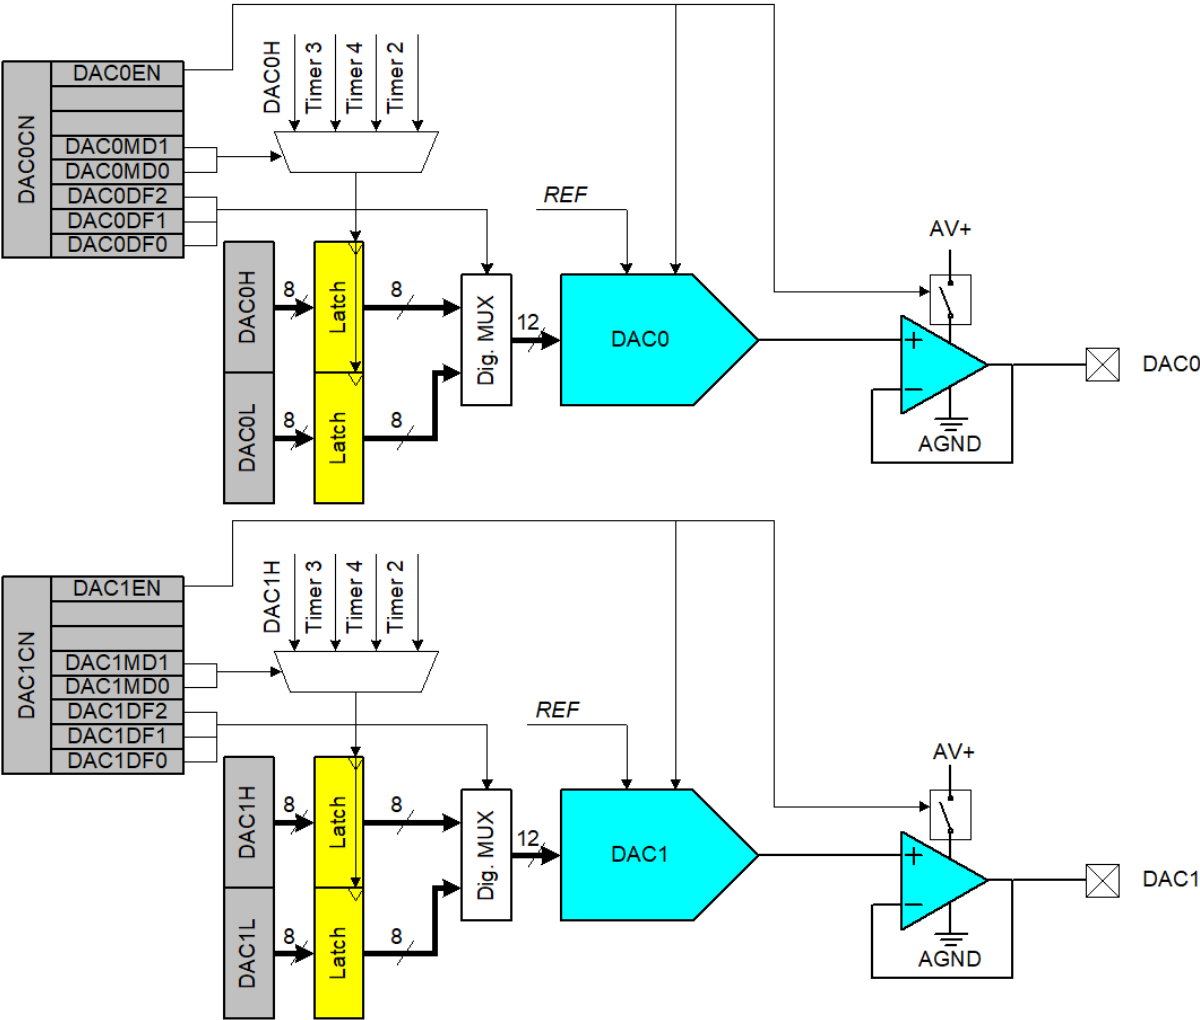 DAC0CN
DAC0EN
DAC0MD1
DAC0MD0
DAC0DF2
DAC0DF1
DAC0DF0
DAC0H
Timer 3
Timer 4
Timer 2
DAC0H
DAC0L
8
8
Latch
Latch
8
8
Dig. MUX
12
REF
DAC0
AV+
+
−
AGND
DAC0
DAC1CN
DAC1EN
DAC1MD1
DAC1MD0
DAC1DF2
DAC1DF1
DAC1DF0
DAC1H
Timer 3
Timer 4
Timer 2
DAC1H
DAC1L
8
8
Latch
Latch
8
8
Dig. MUX
12
REF
DAC1
AV+
+
−
AGND
DAC1